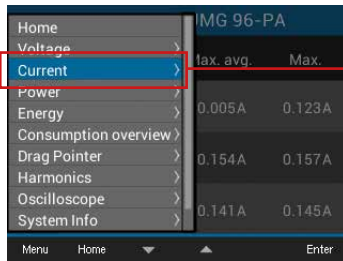 UMG 96-PA
Home
Voltage
Current
Power
Energy
Consumption overview
Drag Pointer
Harmonics
Oscilloscope
System Info
Max. avg. Max.
0.005A 0.123A
0.154A 0.157A
0.141A 0.145A
Menu Home Enter